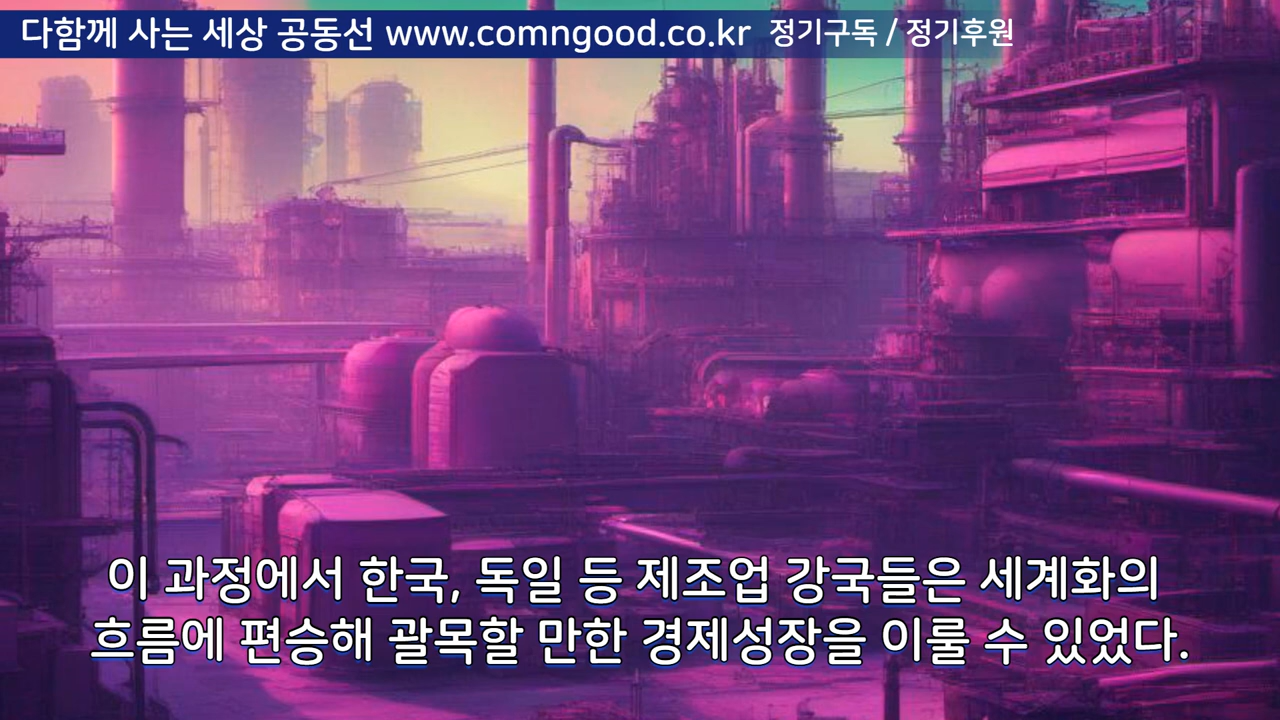 다함께 사는 세상 공동선 www.comngood.co.kr 정기구독 / 정기후원
이 과정에서 한국, 독일 등 제조업 강국들은 세계화의
흐름에 편승해 괄목할 만한 경제성장을 이룰 수 있었다.